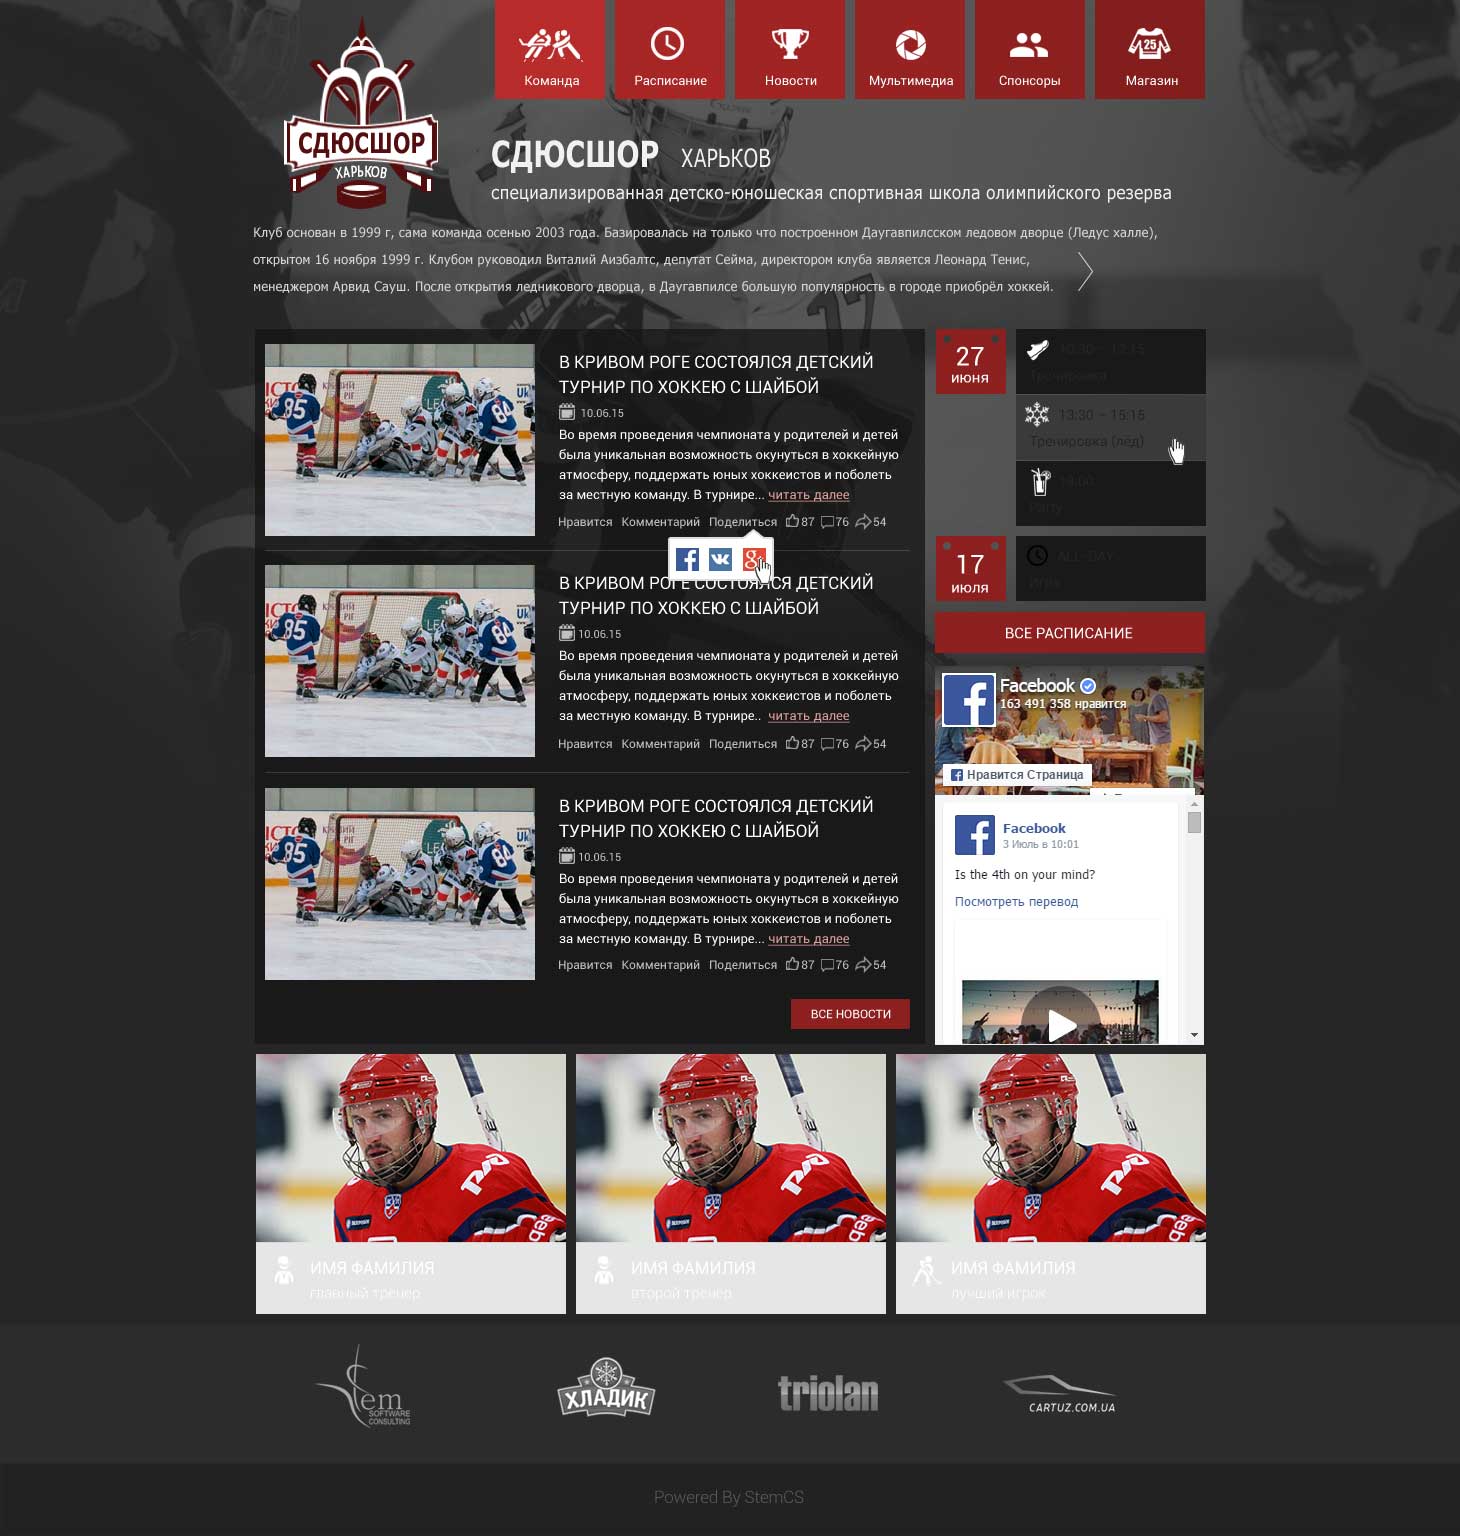 СДЮСШОР
ХАРЬКОВ
Команда
Расписание
Новости
Мультимедиа
Спонсоры
25
Магазин
СДЮСШОР ХАРЬКОВ
специализированная детско-юношеская спортивная школа олимпийского резерва
Клуб основан в 1999 г, сама команда осенью 2003 года. Базировалась на только что построенном Даугавпилсском ледовом дворце (Ледус халле),
открытом 16 ноября 1999 г. Клубом руководил Виталий Аизбалтс, депутат Сейма, директором клуба является Леонард Тенис,
менеджером Арвид Сауш. После открытия ледникового дворца, в Даугавпилсе большую популярность в городе приобрёл хоккей.
В КРИВОМ РОГЕ СОСТОЯЛСЯ ДЕТСКИЙ
ТУРНИР ПО ХОККЕЮ С ШАЙБОЙ
10.06.15
Во время проведения чемпионата у родителей и детей
была уникальная возможность окунуться в хоккейную
атмосферу, поддержать юных хоккеистов и поболеть
за местную команду. В турнире... читать далее
Нравится Комментарий Поделиться 87 76 54
В КРИВОМ РОГЕ СОСТОЯЛСЯ ДЕТСКИЙ
ТУРНИР ПО ХОККЕЮ С ШАЙБОЙ
10.06.15
Во время проведения чемпионата у родителей и детей
была уникальная возможность окунуться в хоккейную
атмосферу, поддержать юных хоккеистов и поболеть
за местную команду. В турнире.. читать далее
Нравится Комментарий Поделиться 87 76 54
В КРИВОМ РОГЕ СОСТОЯЛСЯ ДЕТСКИЙ
ТУРНИР ПО ХОККЕЮ С ШАЙБОЙ
10.06.15
Во время проведения чемпионата у родителей и детей
была уникальная возможность окунуться в хоккейную
атмосферу, поддержать юных хоккеистов и поболеть
за местную команду. В турнире... читать далее
Нравится Комментарий Поделиться 87 76 54
ВСЕ НОВОСТИ
27
июня
10:30 – 12:15
Тренировка
13:30 – 15:15
Тренировка (лёд)
19:00
Party
17
июля
ALL-DAY
Игра
ВСЕ РАСПИСАНИЕ
Facebook
163 491 358 нравится
Нравится Страница
Facebook
3 Июль в 10:01
Is the 4th on your mind?
Посмотреть перевод
ИМЯ ФАМИЛИЯ
главный тренер
ИМЯ ФАМИЛИЯ
второй тренер
ИМЯ ФАМИЛИЯ
лучший игрок
Stem
SOFTWARE
CONSULTING
ХЛАДИК
triolan
CARTUZ.COM.UA
Powered By StemCS